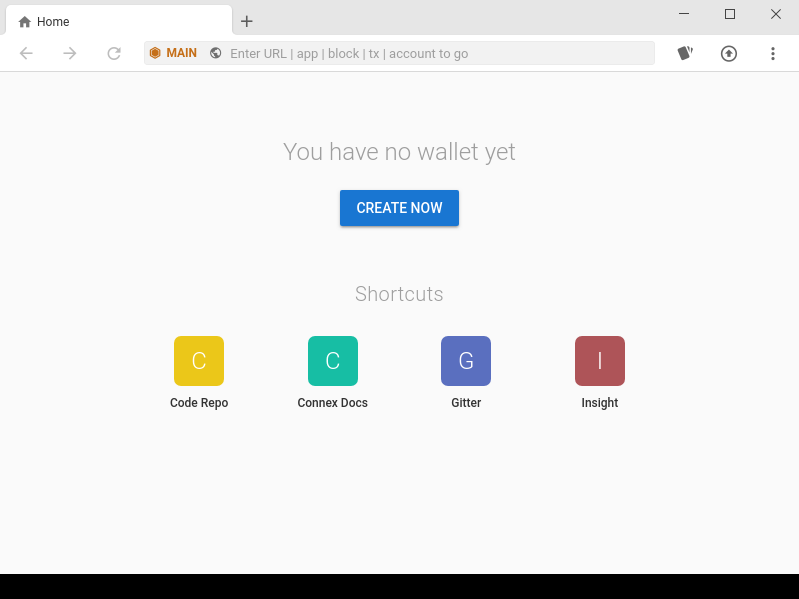 Home
MAIN Enter URL | app | block | tx | account to go
You have no wallet yet
CREATE NOW
Shortcuts
C C G I
Code Repo Connex Docs Gitter Insight